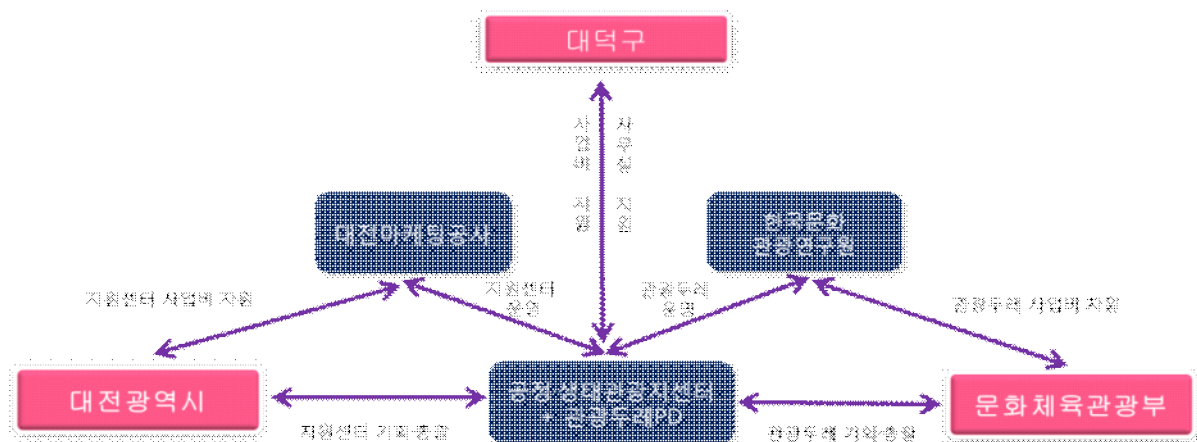 대덕구
사업비 지원
사무실 지원
대전마케팅공사
한국문화
관광연구원
지원센터 사업비 지원
지원센터
운영
관광두레
운영
관광두레 사업비 지원
대전광역시
공정 생태관광지센터
+ 관광두레PD
문화체육관광부
지원센터 기획·총괄
관광두레 기획·총괄